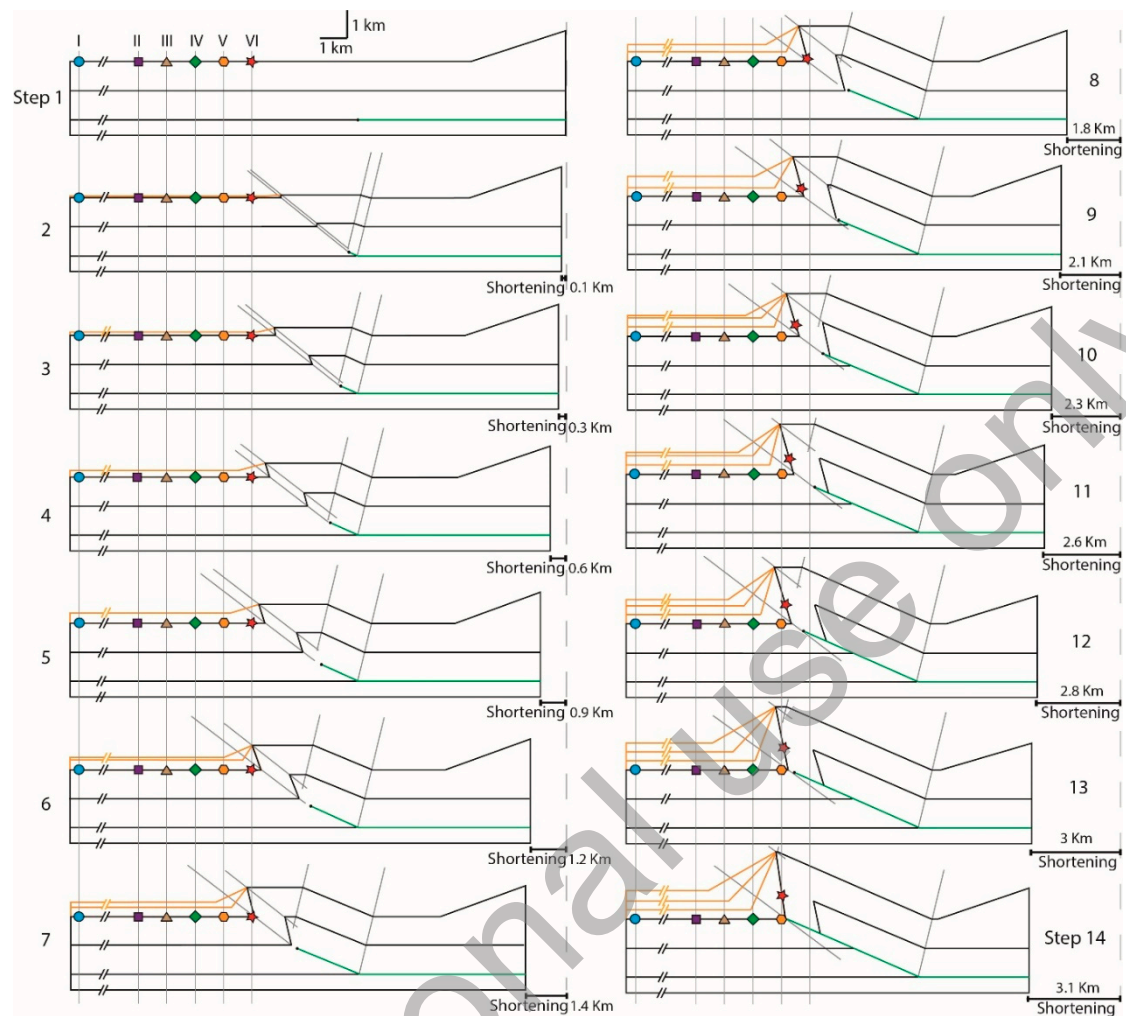 I II III IV V VI
1 km
1 km
Step 1
2
Shortening 0.1 Km
3
Shortening 0.3 Km
4
Shortening 0.6 Km
5
Shortening 0.9 Km
6
Shortening 1.2 Km
7
Shortening 1.4 Km
8
1.8 Km
Shortening
9
2.1 Km
Shortening
10
2.3 Km
Shortening
11
2.6 Km
Shortening
12
2.8 Km
Shortening
13
3 Km
Shortening
Step 14
3.1 Km
Shortening
onal use only